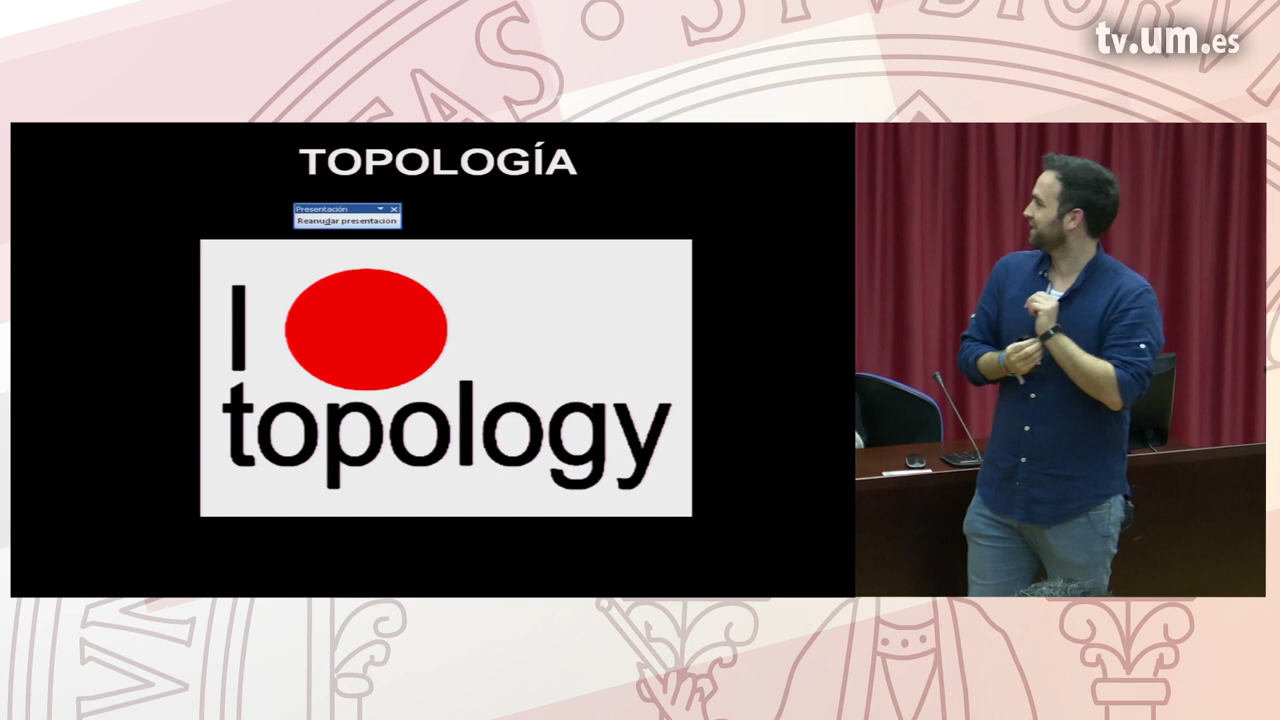 tv.um.es
TOPOLOGÍA
Presentación
Reanudar presentación
I
topology